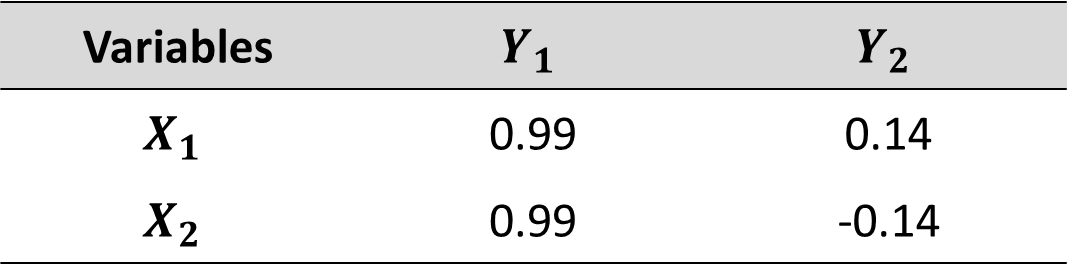 Variables Y1 Y2
X1 0.99 0.14
X2 0.99 -0.14